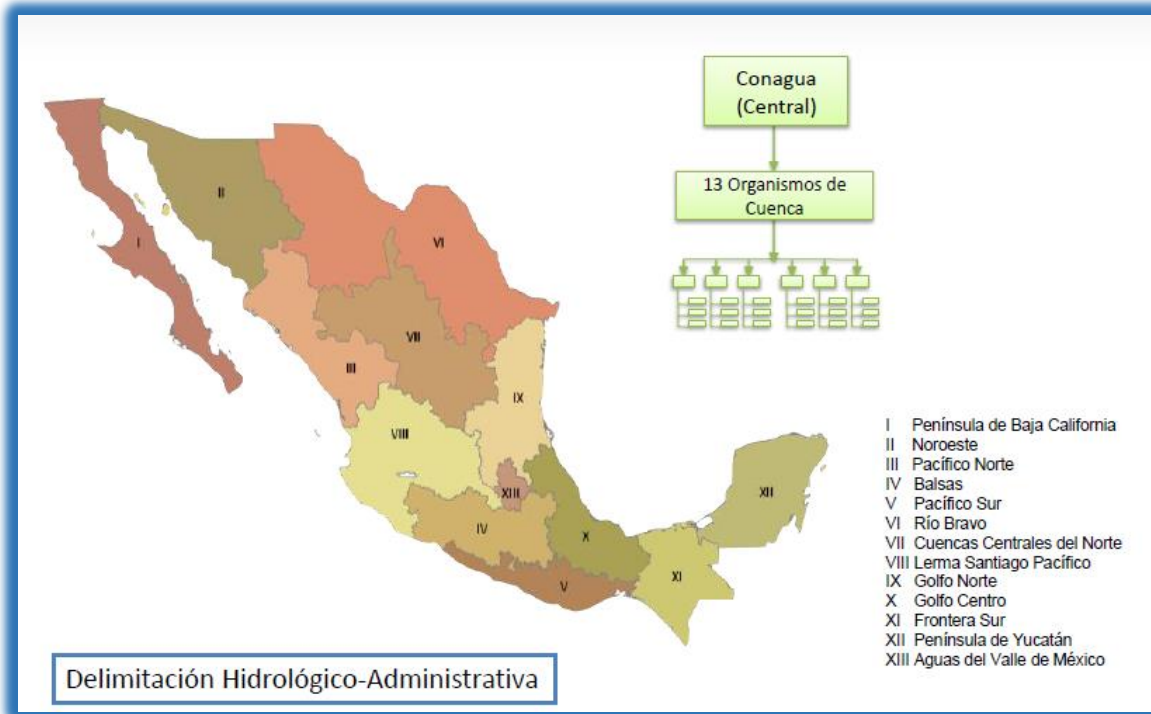 Conagua
(Central)
13 Organismos de
Cuenca
I
II
III
VI
VII
VIII
IX
XIII
IV
V
X
XI
XII
I Península de Baja California
II Noroeste
III Pacífico Norte
IV Balsas
V Pacífico Sur
VI Río Bravo
VII Cuencas Centrales del Norte
VIII Lerma Santiago Pacífico
IX Golfo Norte
X Golfo Centro
XI Frontera Sur
XII Península de Yucatán
XIII Aguas del Valle de México
Delimitación Hidrológico-Administrativa